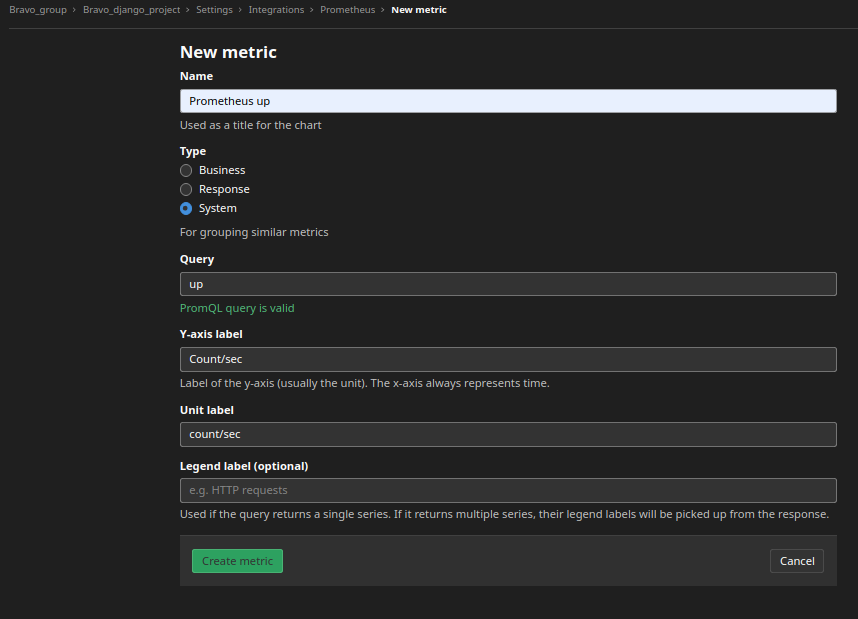 Bravo_group › Bravo_django_project › Settings › Integrations › Prometheus › New metric
New metric
Name
Prometheus up
Used as a title for the chart
Type
Business
Response
System
For grouping similar metrics
Query
up
PromQL query is valid
Y-axis label
Count/sec
Label of the y-axis (usually the unit). The x-axis always represents time.
Unit label
count/sec
Legend label (optional)
e.g. HTTP requests
Used if the query returns a single series. If it returns multiple series, their legend labels will be picked up from the response.
Create metric Cancel